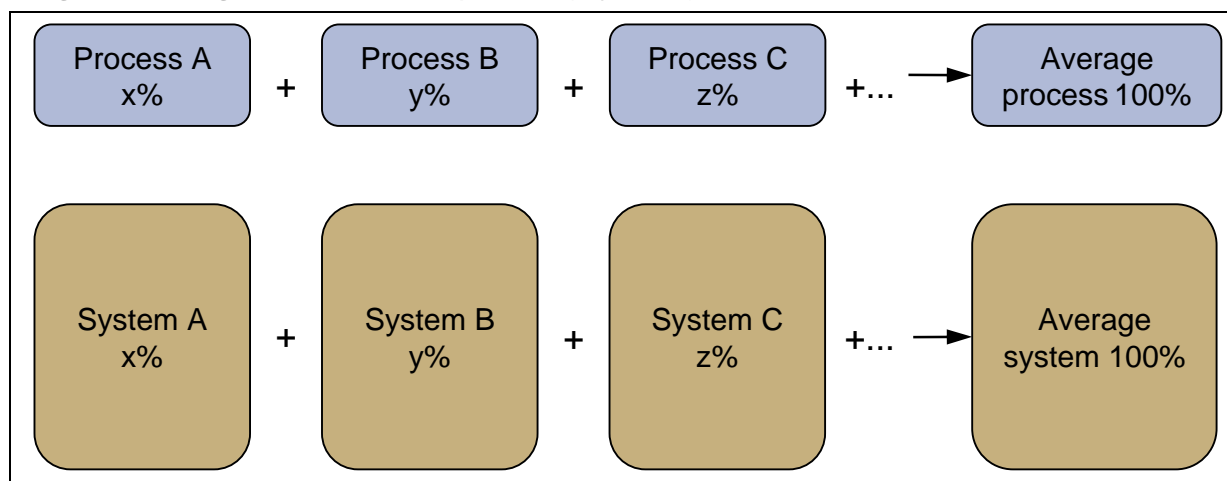 Process A
x%
+
Process B
y%
+
Process C
z%
+...
Average
process 100%
System A
x%
+
System B
y%
+
System C
z%
+...
Average
system 100%